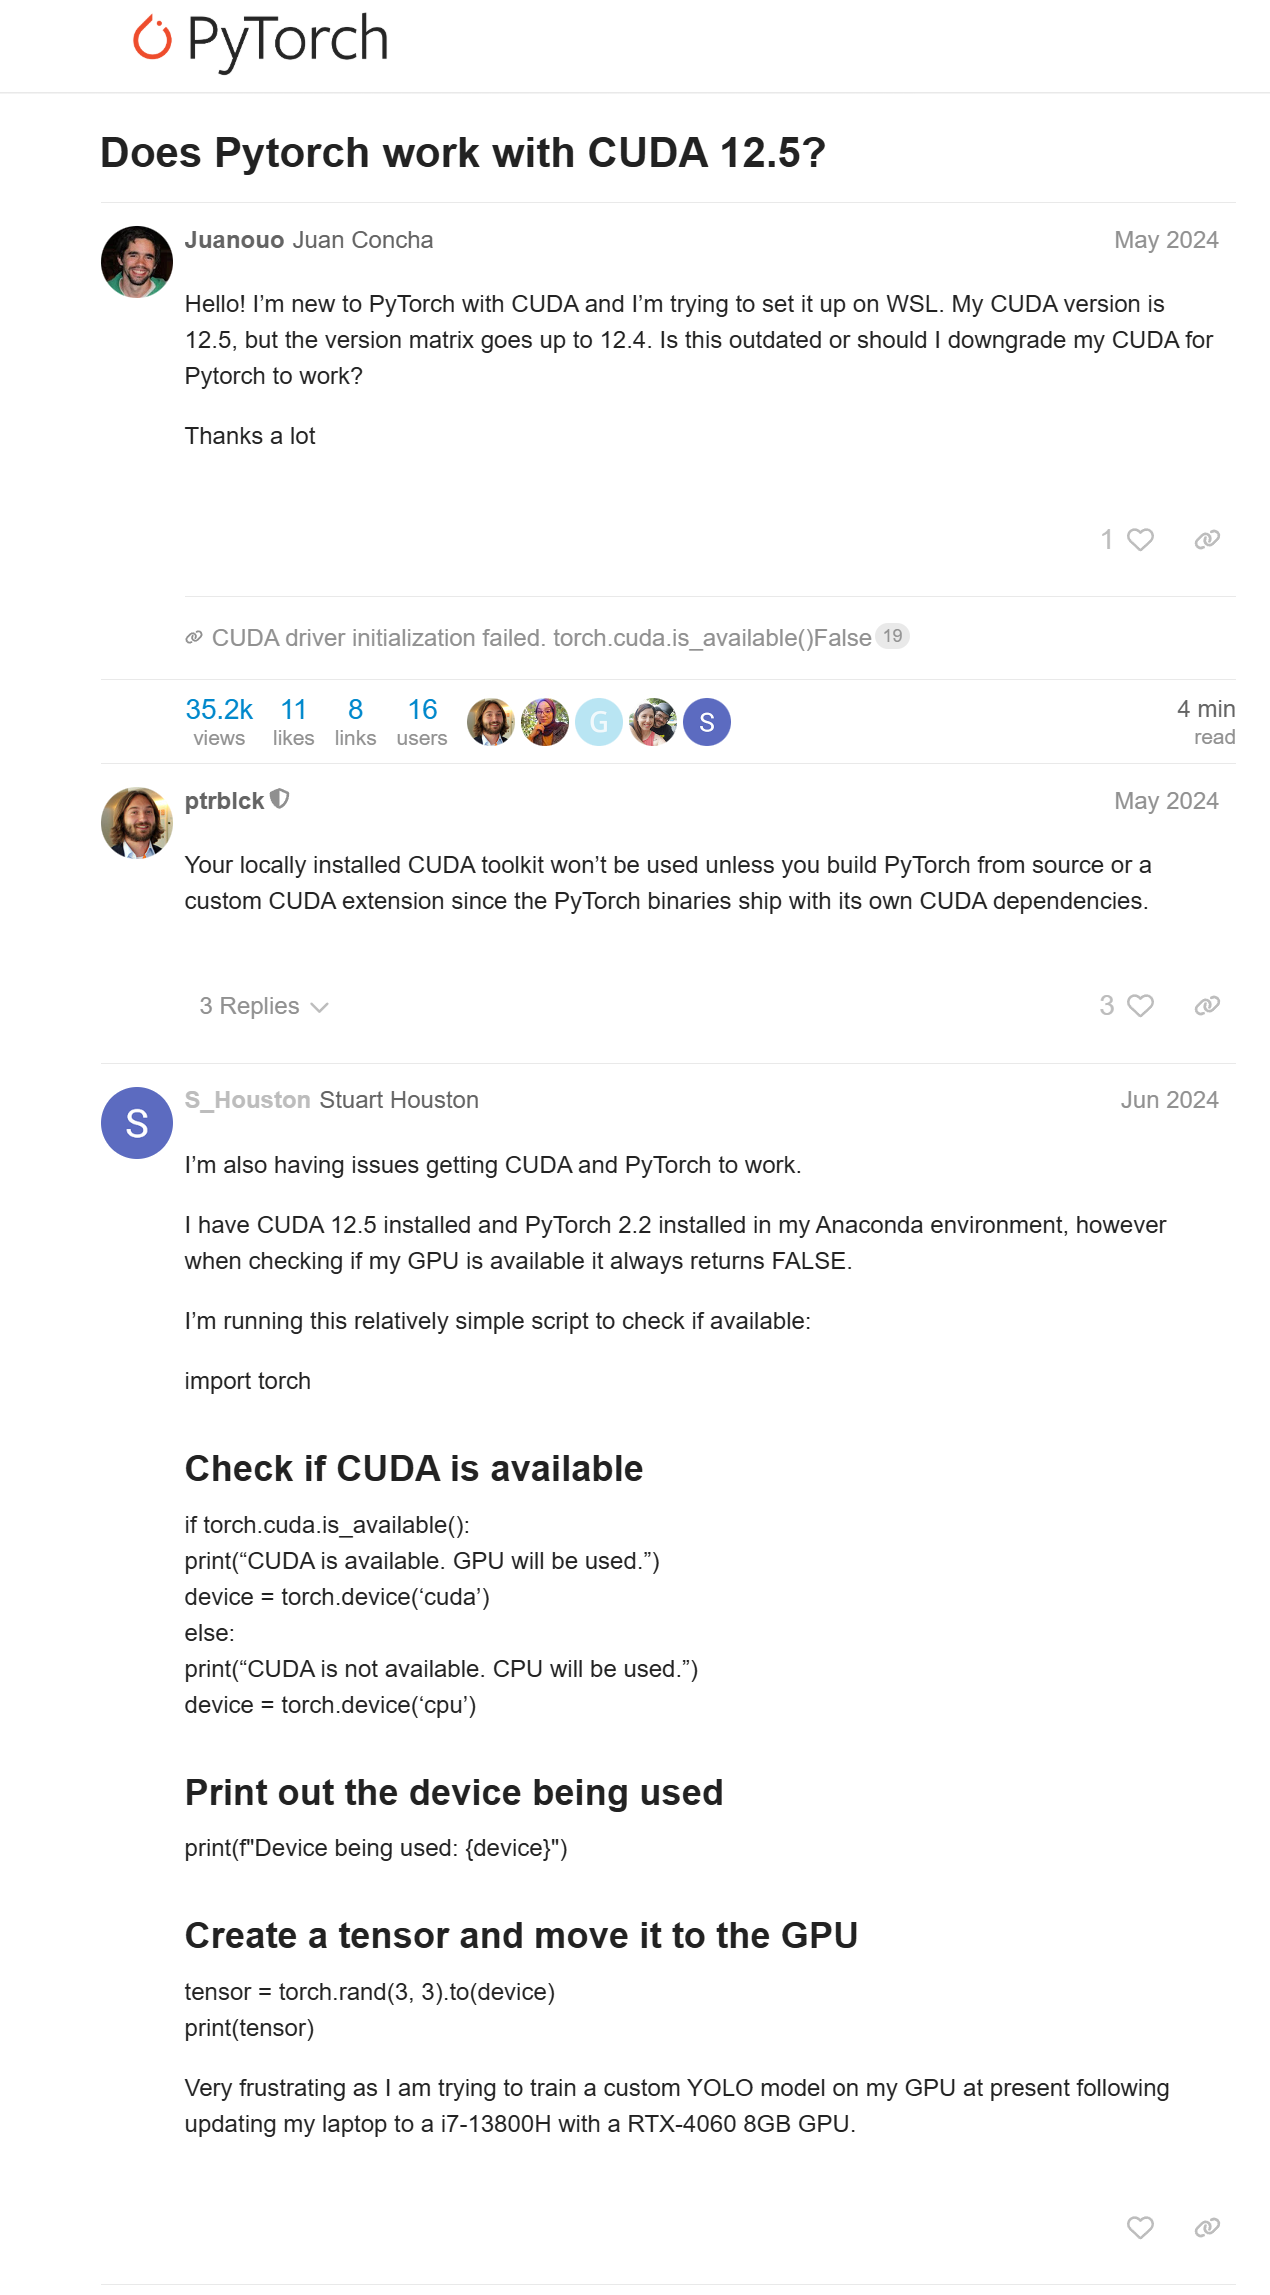 PyTorch
Does Pytorch work with CUDA 12.5?
Juanouo Juan Concha
May 2024
Hello! I’m new to PyTorch with CUDA and I’m trying to set it up on WSL. My CUDA version is
12.5, but the version matrix goes up to 12.4. Is this outdated or should I downgrade my CUDA for
Pytorch to work?
Thanks a lot
1
CUDA driver initialization failed. torch.cuda.is_available()False 19
35.2k 11 8 16 G S 4 min
views likes links users read
ptrblck
May 2024
Your locally installed CUDA toolkit won’t be used unless you build PyTorch from source or a
custom CUDA extension since the PyTorch binaries ship with its own CUDA dependencies.
3 Replies 3
S
S_Houston Stuart Houston
Jun 2024
I’m also having issues getting CUDA and PyTorch to work.
I have CUDA 12.5 installed and PyTorch 2.2 installed in my Anaconda environment, however
when checking if my GPU is available it always returns FALSE.
I’m running this relatively simple script to check if available:
import torch
Check if CUDA is available
if torch.cuda.is_available():
print(“CUDA is available. GPU will be used.”)
device = torch.device(‘cuda’)
else:
print(“CUDA is not available. CPU will be used.”)
device = torch.device(‘cpu’)
Print out the device being used
print(f"Device being used: {device}")
Create a tensor and move it to the GPU
tensor = torch.rand(3, 3).to(device)
print(tensor)
Very frustrating as I am trying to train a custom YOLO model on my GPU at present following
updating my laptop to a i7-13800H with a RTX-4060 8GB GPU.